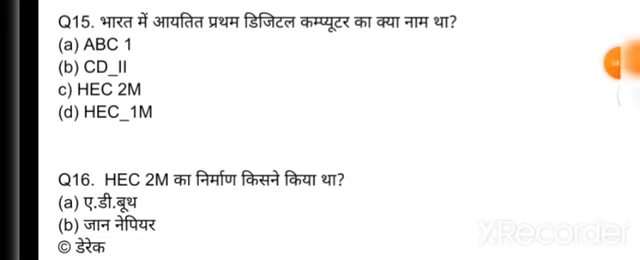 Q15. भारत में आयतित प्रथम डिजिटल कम्प्यूटर का क्या नाम था?
(a) ABC 1
(b) CD_II
c) HEC 2M
(d) HEC_1M
Q16. HEC 2M का निर्माण किसने किया था?
(a) ए.डी.बूथ
(b) जान नेपियर
© डेरेक
XRecorder